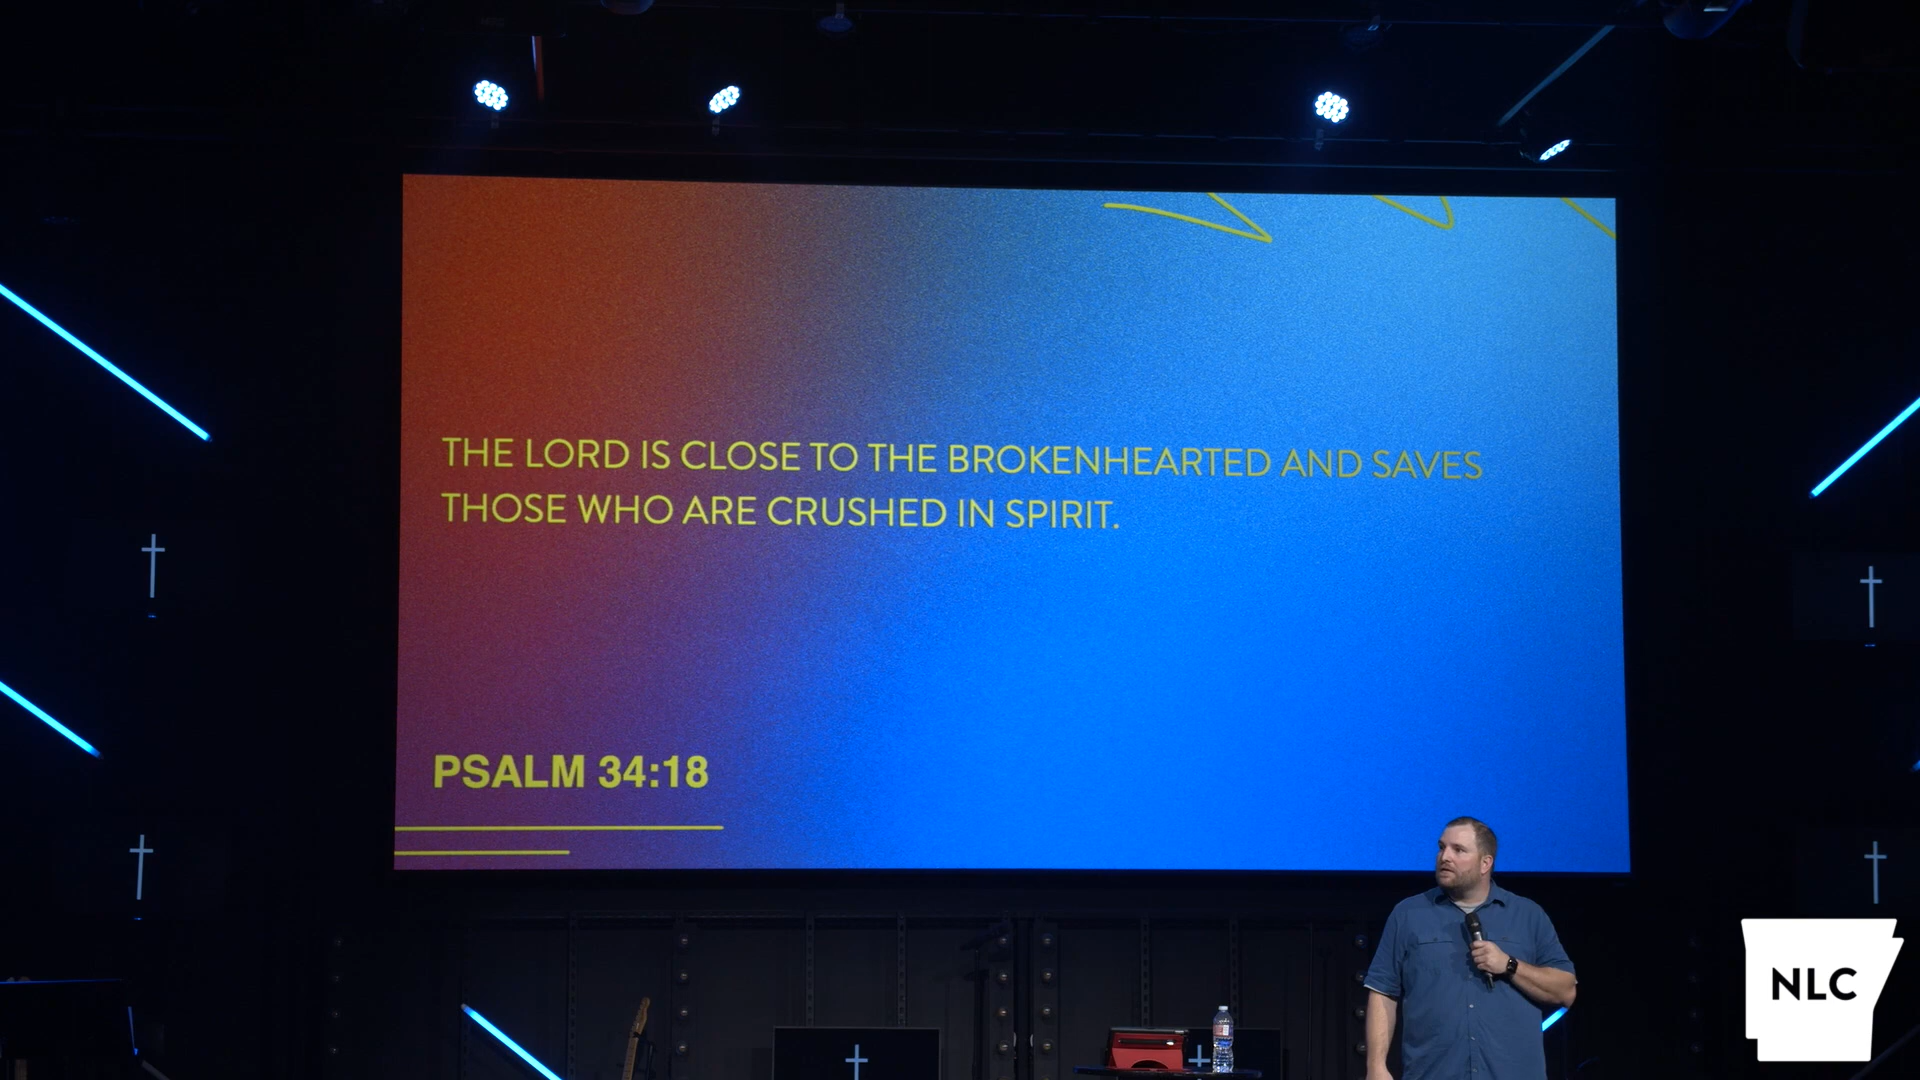 THE LORD IS CLOSE TO THE BROKENHEARTED AND SAVES
THOSE WHO ARE CRUSHED IN SPIRIT.
PSALM 34:18
NLC